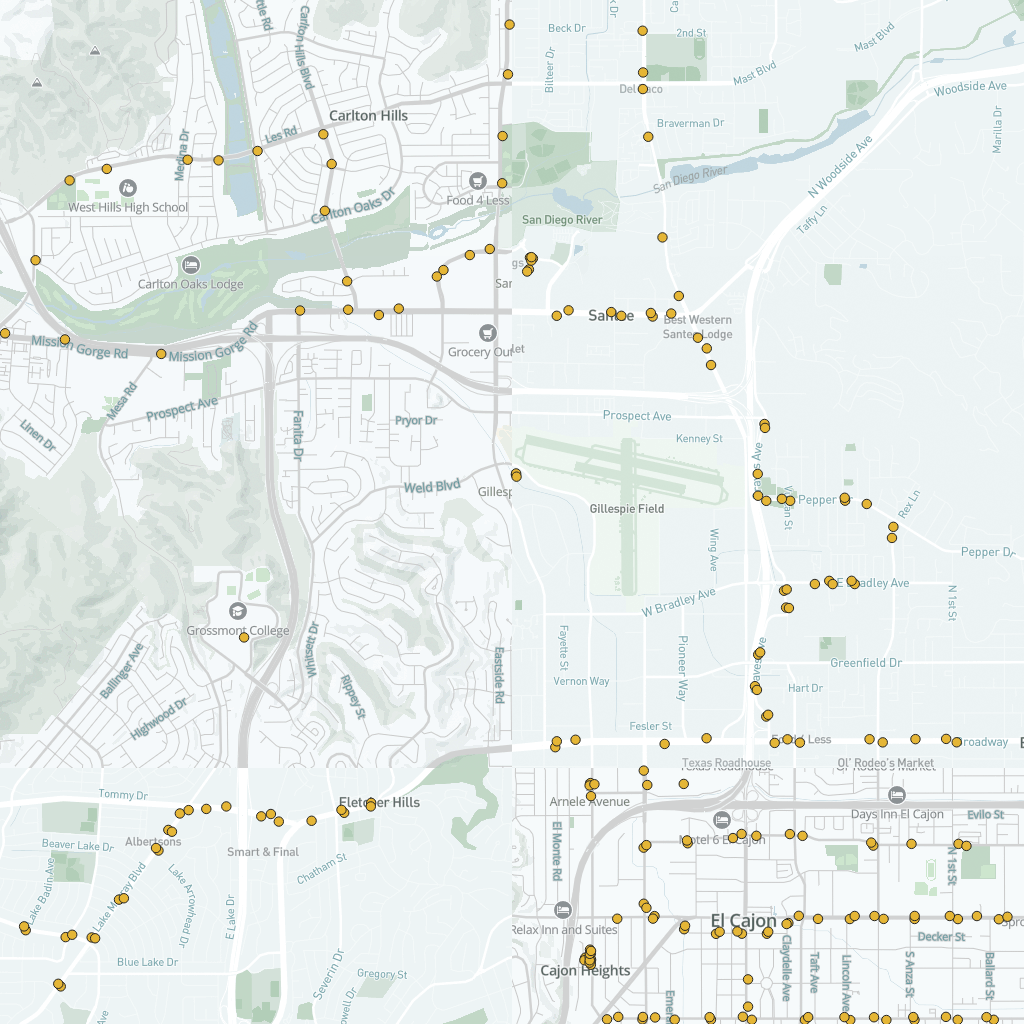 Carlton Hills Blvd
Beck Dr
2nd St
Mast Blvd
Bilteer Dr
Mast Blvd
Woodside Ave
Carlton Hills
Braverman Dr
Marilla Dr
Les Rd
Medina Dr
N Woodside Ave
San Diego River
West Hills High School
Carlton Oaks Dr
Food 4 Less
San Diego River
Taffy Ln
Carlton Oaks Lodge
Santee
Best Western
Santee Lodge
Mission Gorge Rd
Mission Gorge Rd
Mesa Rd
Prospect Ave
Prospect Ave
Linen Dr
Fanita Dr
Pryor Dr
Kenney St
Weld Blvd
Gillespie Field
Pepper Dr
Rex Ln
Wing Ave
Pepper Dr
E Bradley Ave
W Bradley Ave
N 1st St
Grossmont College
Fayette St
Pioneer Way
Whitsett Dr
Eastside Rd
Greenfield Dr
Ballinger Ave
Rippey St
Vernon Way
Hart Dr
Highwood Dr
Fesler St
Food 4 Less
Broadway
Texas Roadhouse
Ol' Rodeo's Market
Tommy Dr
Fletcher Hills
Arnele Avenue
Days Inn El Cajon
Evilo St
Beaver Lake Dr
Albertsons
Smart & Final
El Monte Rd
Motel 6 El Cajon
Lake Badin Ave
Lake Murray Blvd
Lake Arrowhead Dr
Chatham St
N 1st St
E Lake Dr
Relax Inn and Suites
El Cajon
Decker St
Blue Lake Dr
Severin Dr
Gregory St
Cajon Heights
Claydelle Ave
Taft Ave
Lincoln Ave
S Anza St
Ballard St